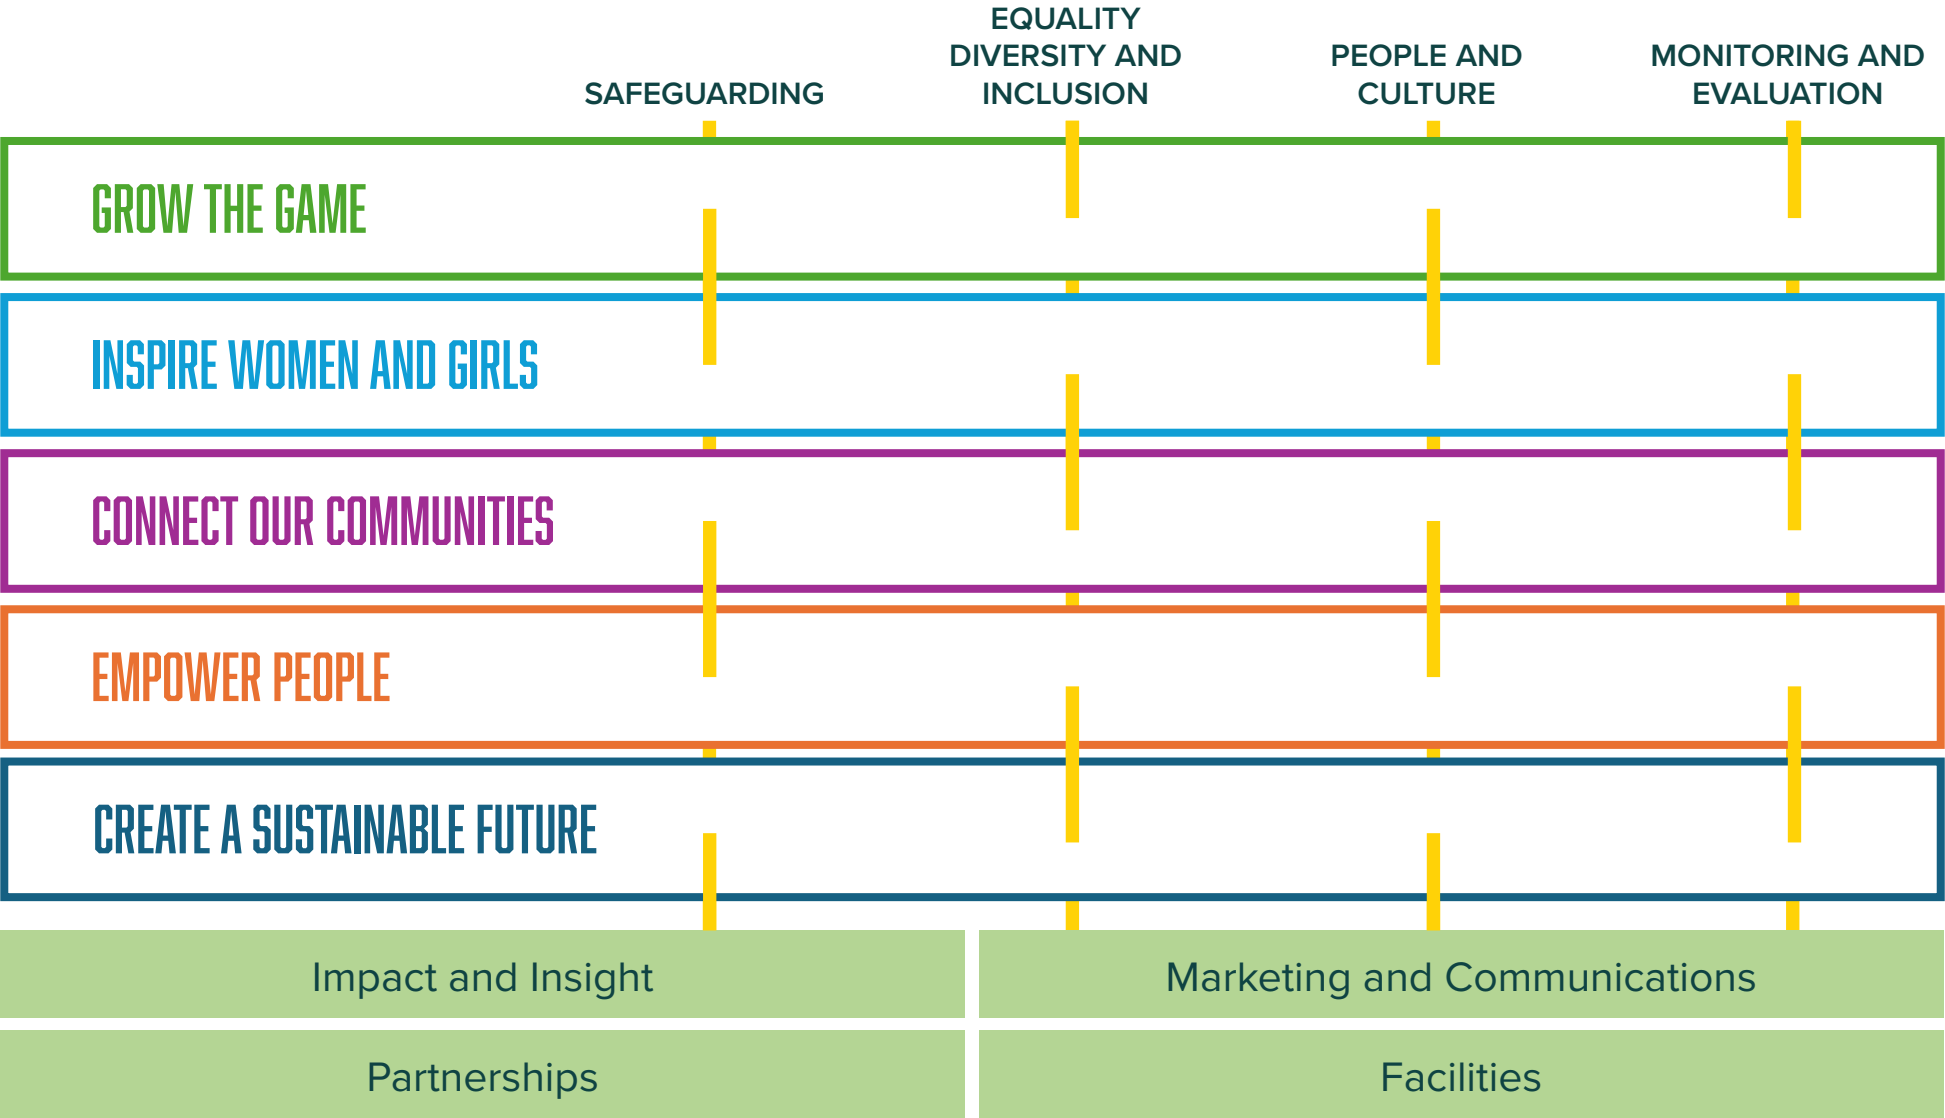 SAFEGUARDING
EQUALITY
DIVERSITY AND
INCLUSION
PEOPLE AND
CULTURE
MONITORING AND
EVALUATION
GROW THE GAME
INSPIRE WOMEN AND GIRLS
CONNECT OUR COMMUNITIES
EMPOWER PEOPLE
CREATE A SUSTAINABLE FUTURE
Impact and Insight
Marketing and Communications
Partnerships
Facilities